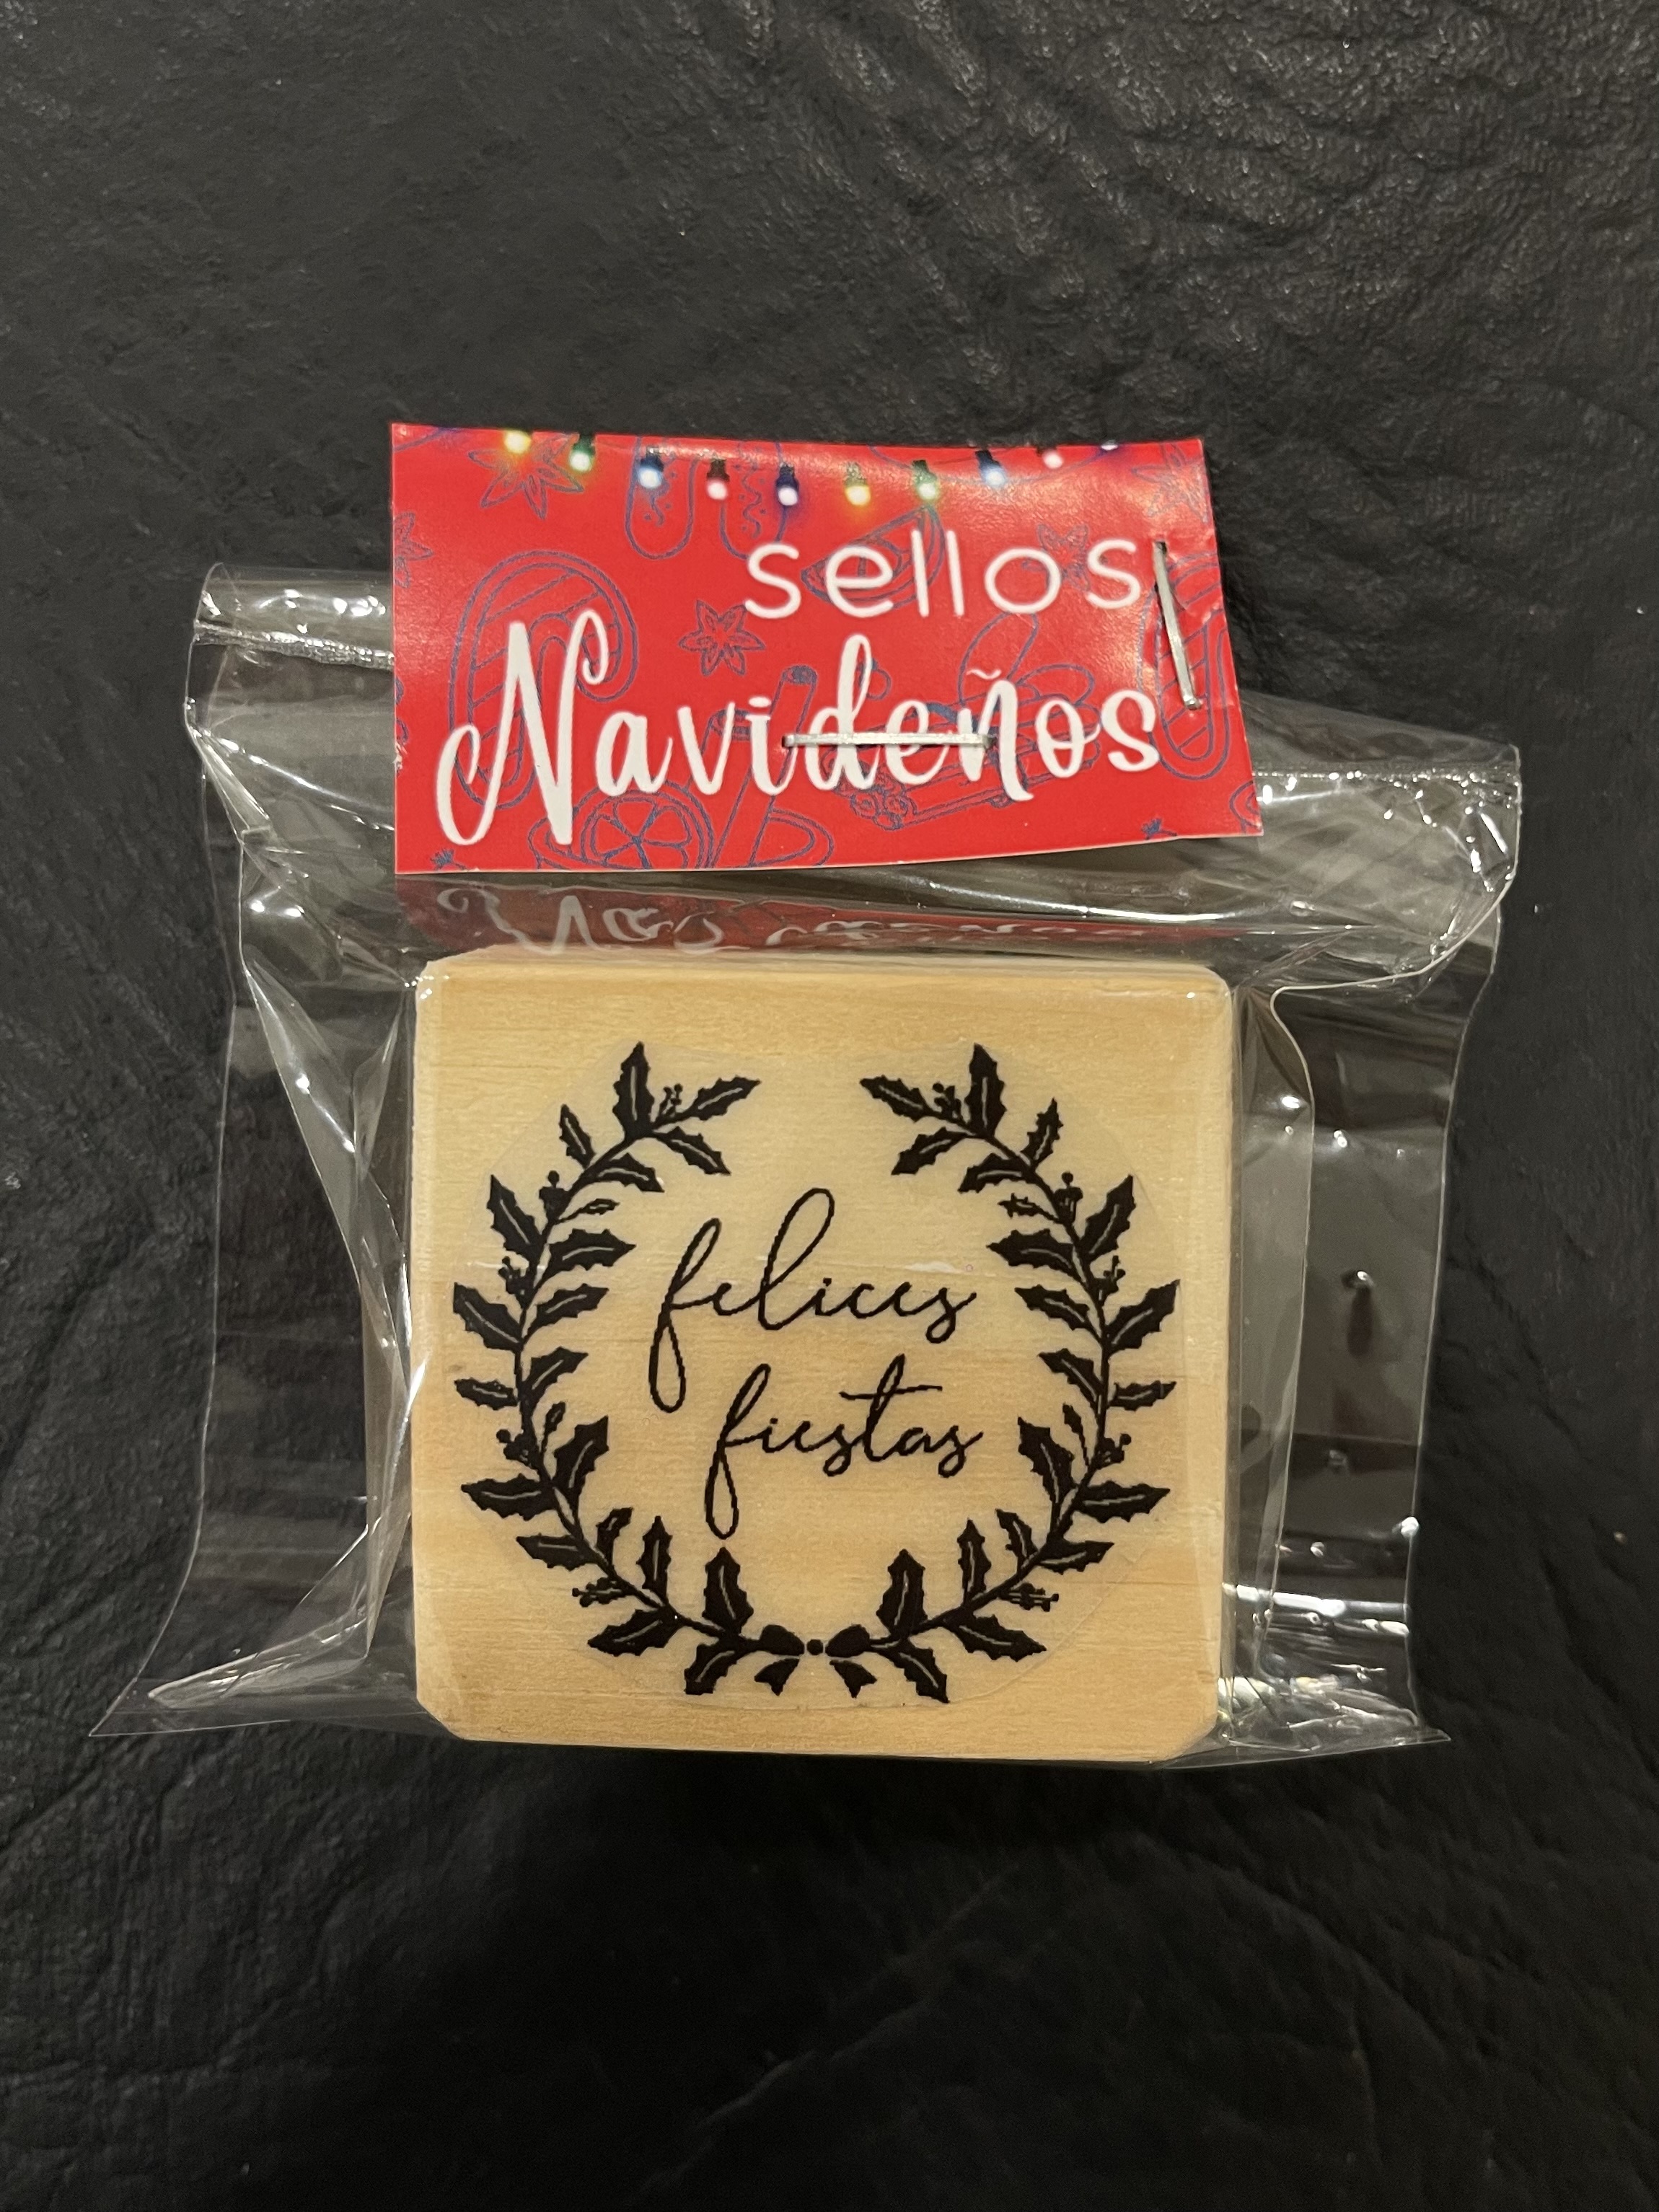 sellos
Navideños
felices
fiestas